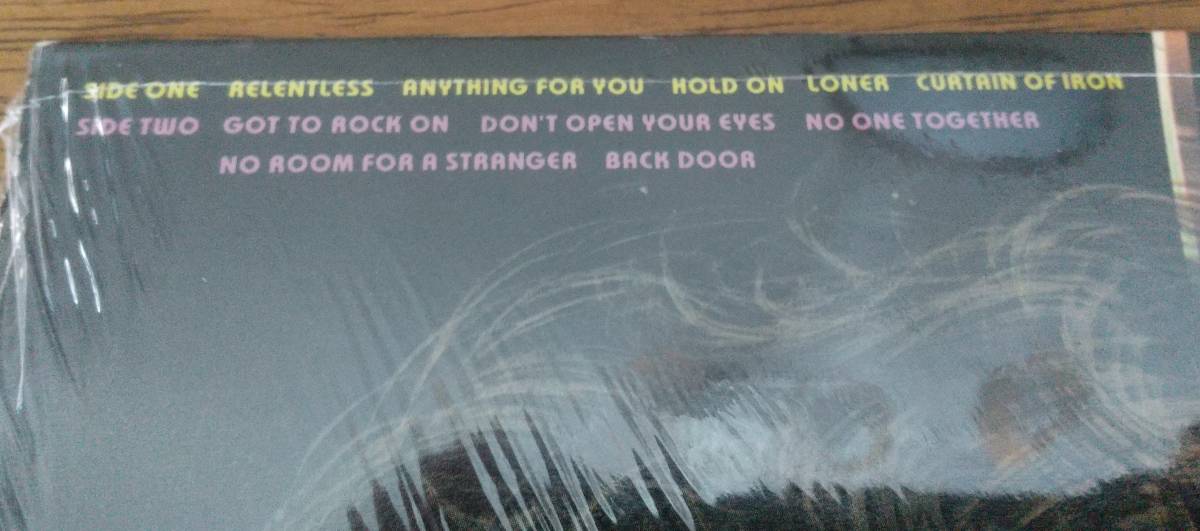 SIDE ONE RELENTLESS ANYTHING FOR YOU HOLD ON LONER CURTAIN OF IRON
SIDE TWO GOT TO ROCK ON DON'T OPEN YOUR EYES NO ONE TOGETHER
NO ROOM FOR A STRANGER BACK DOOR